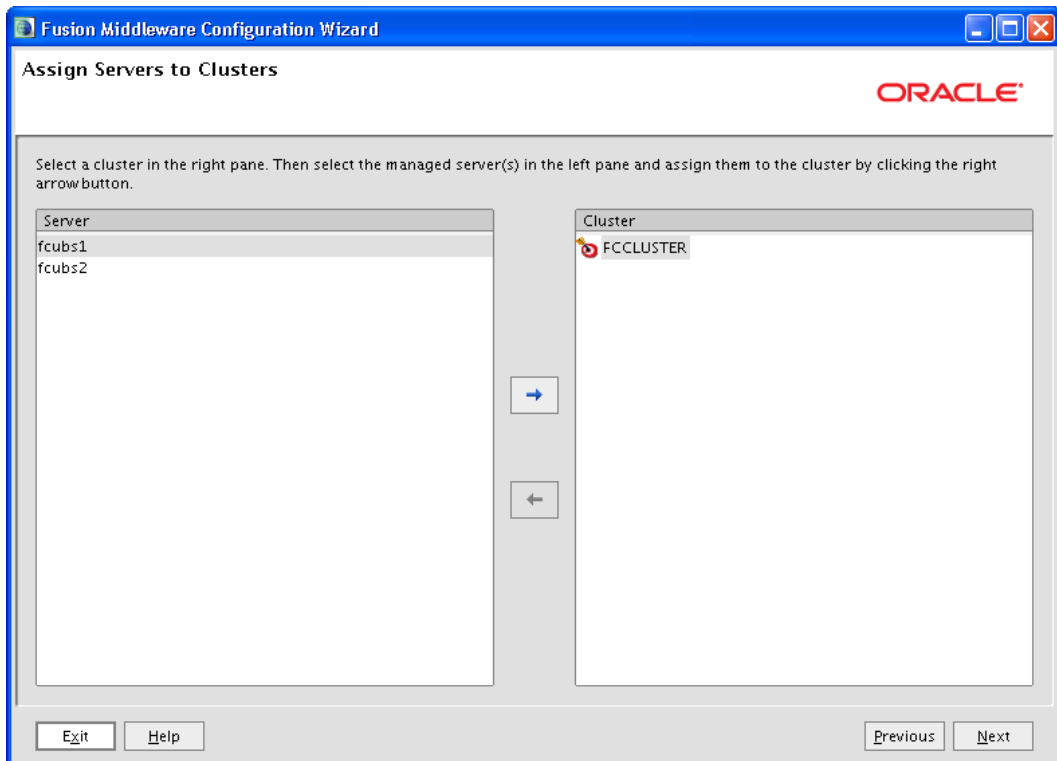 Fusion Middleware Configuration Wizard
Assign Servers to Clusters
ORACLE
Select a cluster in the right pane. Then select the managed server(s) in the left pane and assign them to the cluster by clicking the right
arrow button.
Server
fcubs1
fcubs2
Cluster
FCCLUSTER
Exit
Help
Previous
Next